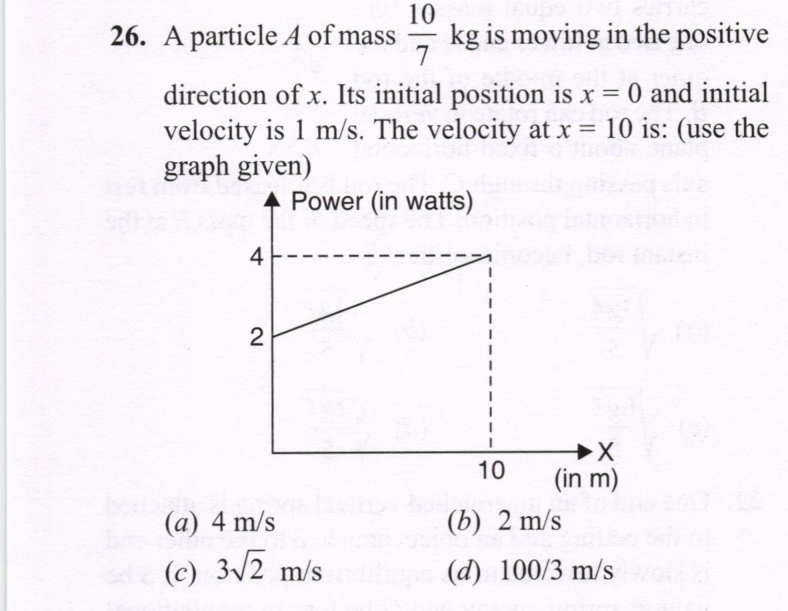 26. A particle A of mass 10/7 kg is moving in the positive
direction of x. Its initial position is x = 0 and initial
velocity is 1 m/s. The velocity at x = 10 is: (use the
graph given)
Power (in watts)
4
2
10
X
(in m)
(a) 4 m/s
(b) 2 m/s
(c) 3√2 m/s
(d) 100/3 m/s